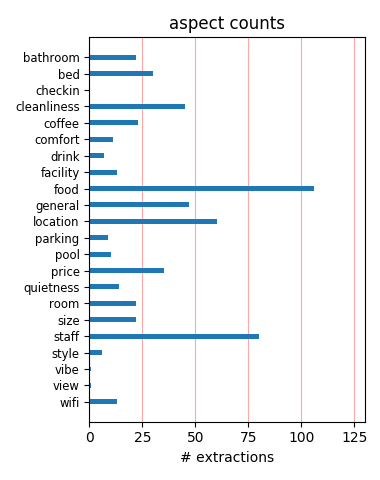 aspect counts
bathroom
bed
checkin
cleanliness
coffee
comfort
drink
facility
food
general
location
parking
pool
price
quietness
room
size
staff
style
vibe
view
wifi
0 25 50 75 100 125
# extractions